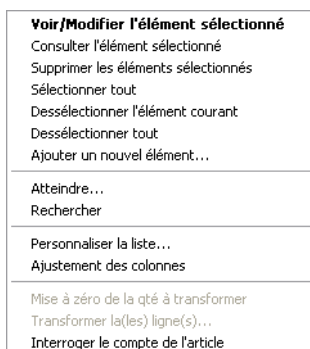 Voir/Modifier l'élément sélectionné
Consulter l'élément sélectionné
Supprimer les éléments sélectionnés
Sélectionner tout
Dessélectionner l'élément courant
Dessélectionner tout
Ajouter un nouvel élément...
Atteindre...
Rechercher
Personnaliser la liste...
Ajustement des colonnes
Mise à zéro de la qté à transformer
Transformer la(les) ligne(s)...
Interroger le compte de l'article